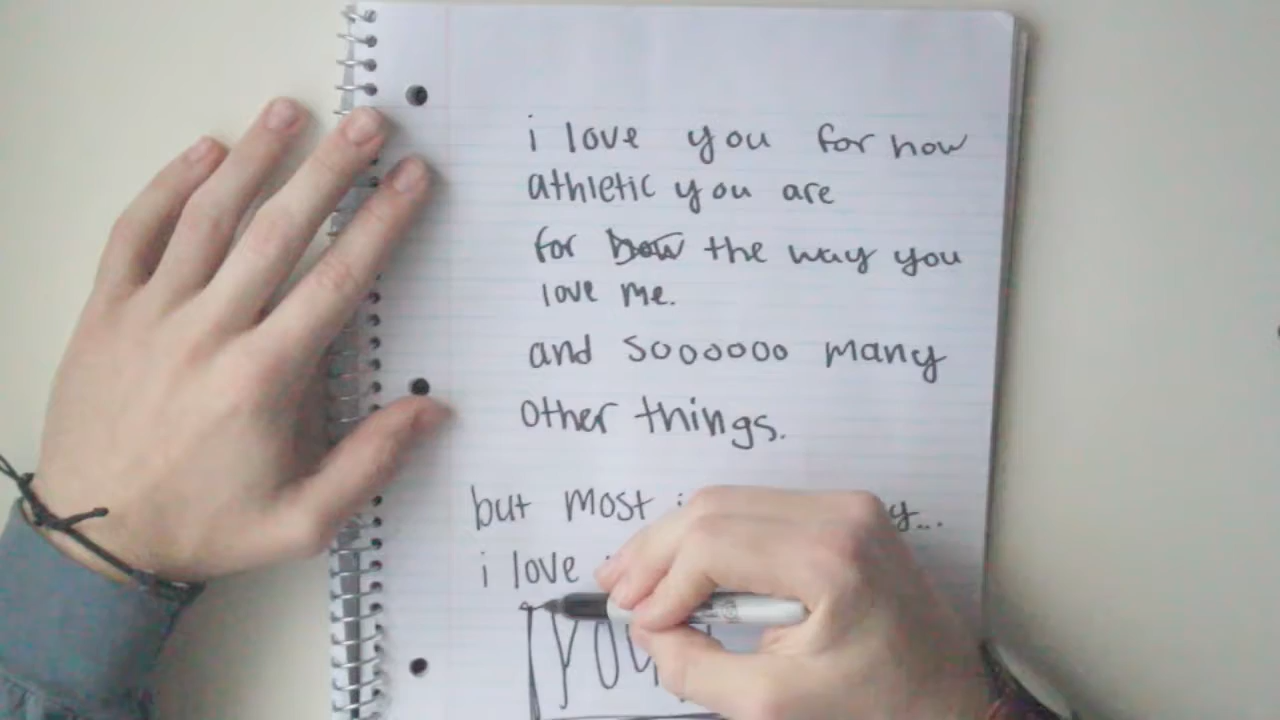 i love you for how
athletic you are
for how the way you
love me.
and soooooo many
other things.
but most
i love
you